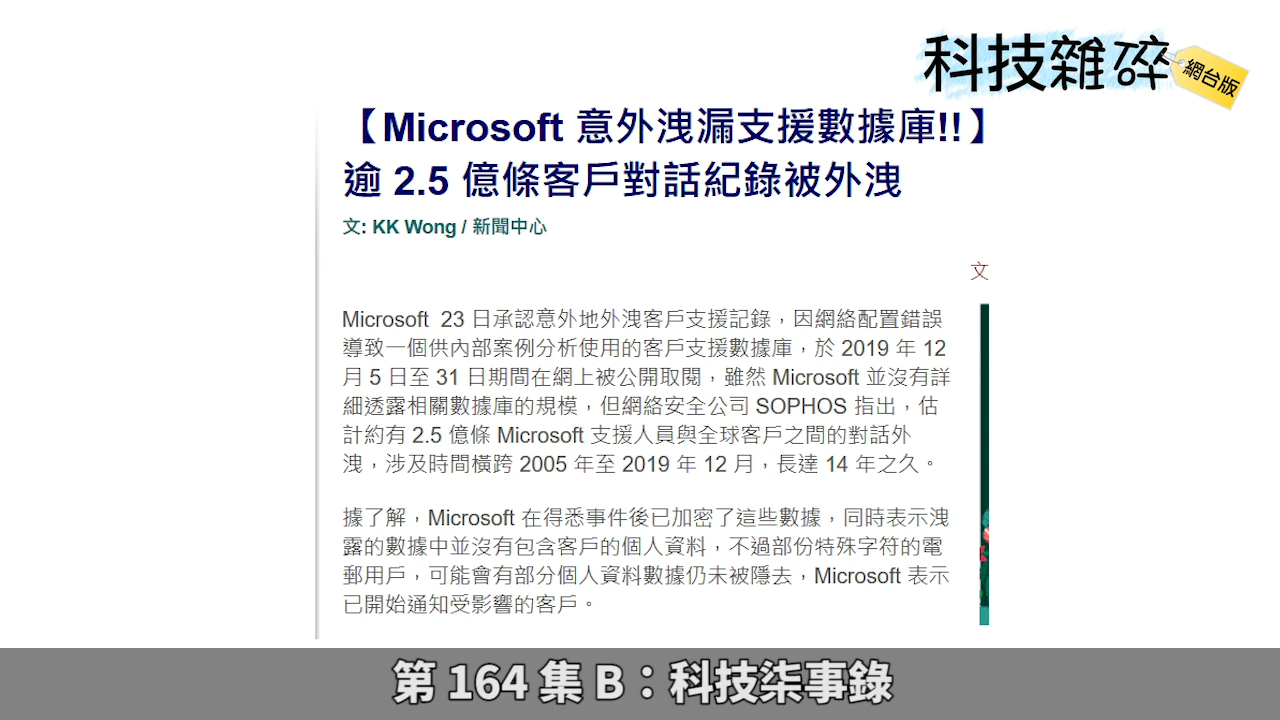 科技雜碎
網台版
【Microsoft 意外洩漏支援數據庫!!】
逾 2.5 億條客戶對話紀錄被外洩
文: KK Wong / 新聞中心
文
Microsoft 23 日承認意外地外洩客戶支援記錄，因網絡配置錯誤
導致一個供內部案例分析使用的客戶支援數據庫，於 2019 年 12
月 5 日至 31 日期間在網上被公開取閱，雖然 Microsoft 並沒有詳
細透露相關數據庫的規模，但網絡安全公司 SOPHOS 指出，估
計約有 2.5 億條 Microsoft 支援人員與全球客戶之間的對話外
洩，涉及時間橫跨 2005 年至 2019 年 12 月，長達 14 年之久。
據了解，Microsoft 在得悉事件後已加密了這些數據，同時表示洩
露的數據中並沒有包含客戶的個人資料，不過部份特殊字符的電
郵用戶，可能會有部分個人資料數據仍未被隱去，Microsoft 表示
已開始通知受影響的客戶。
第 164 集 B：科技柒事錄